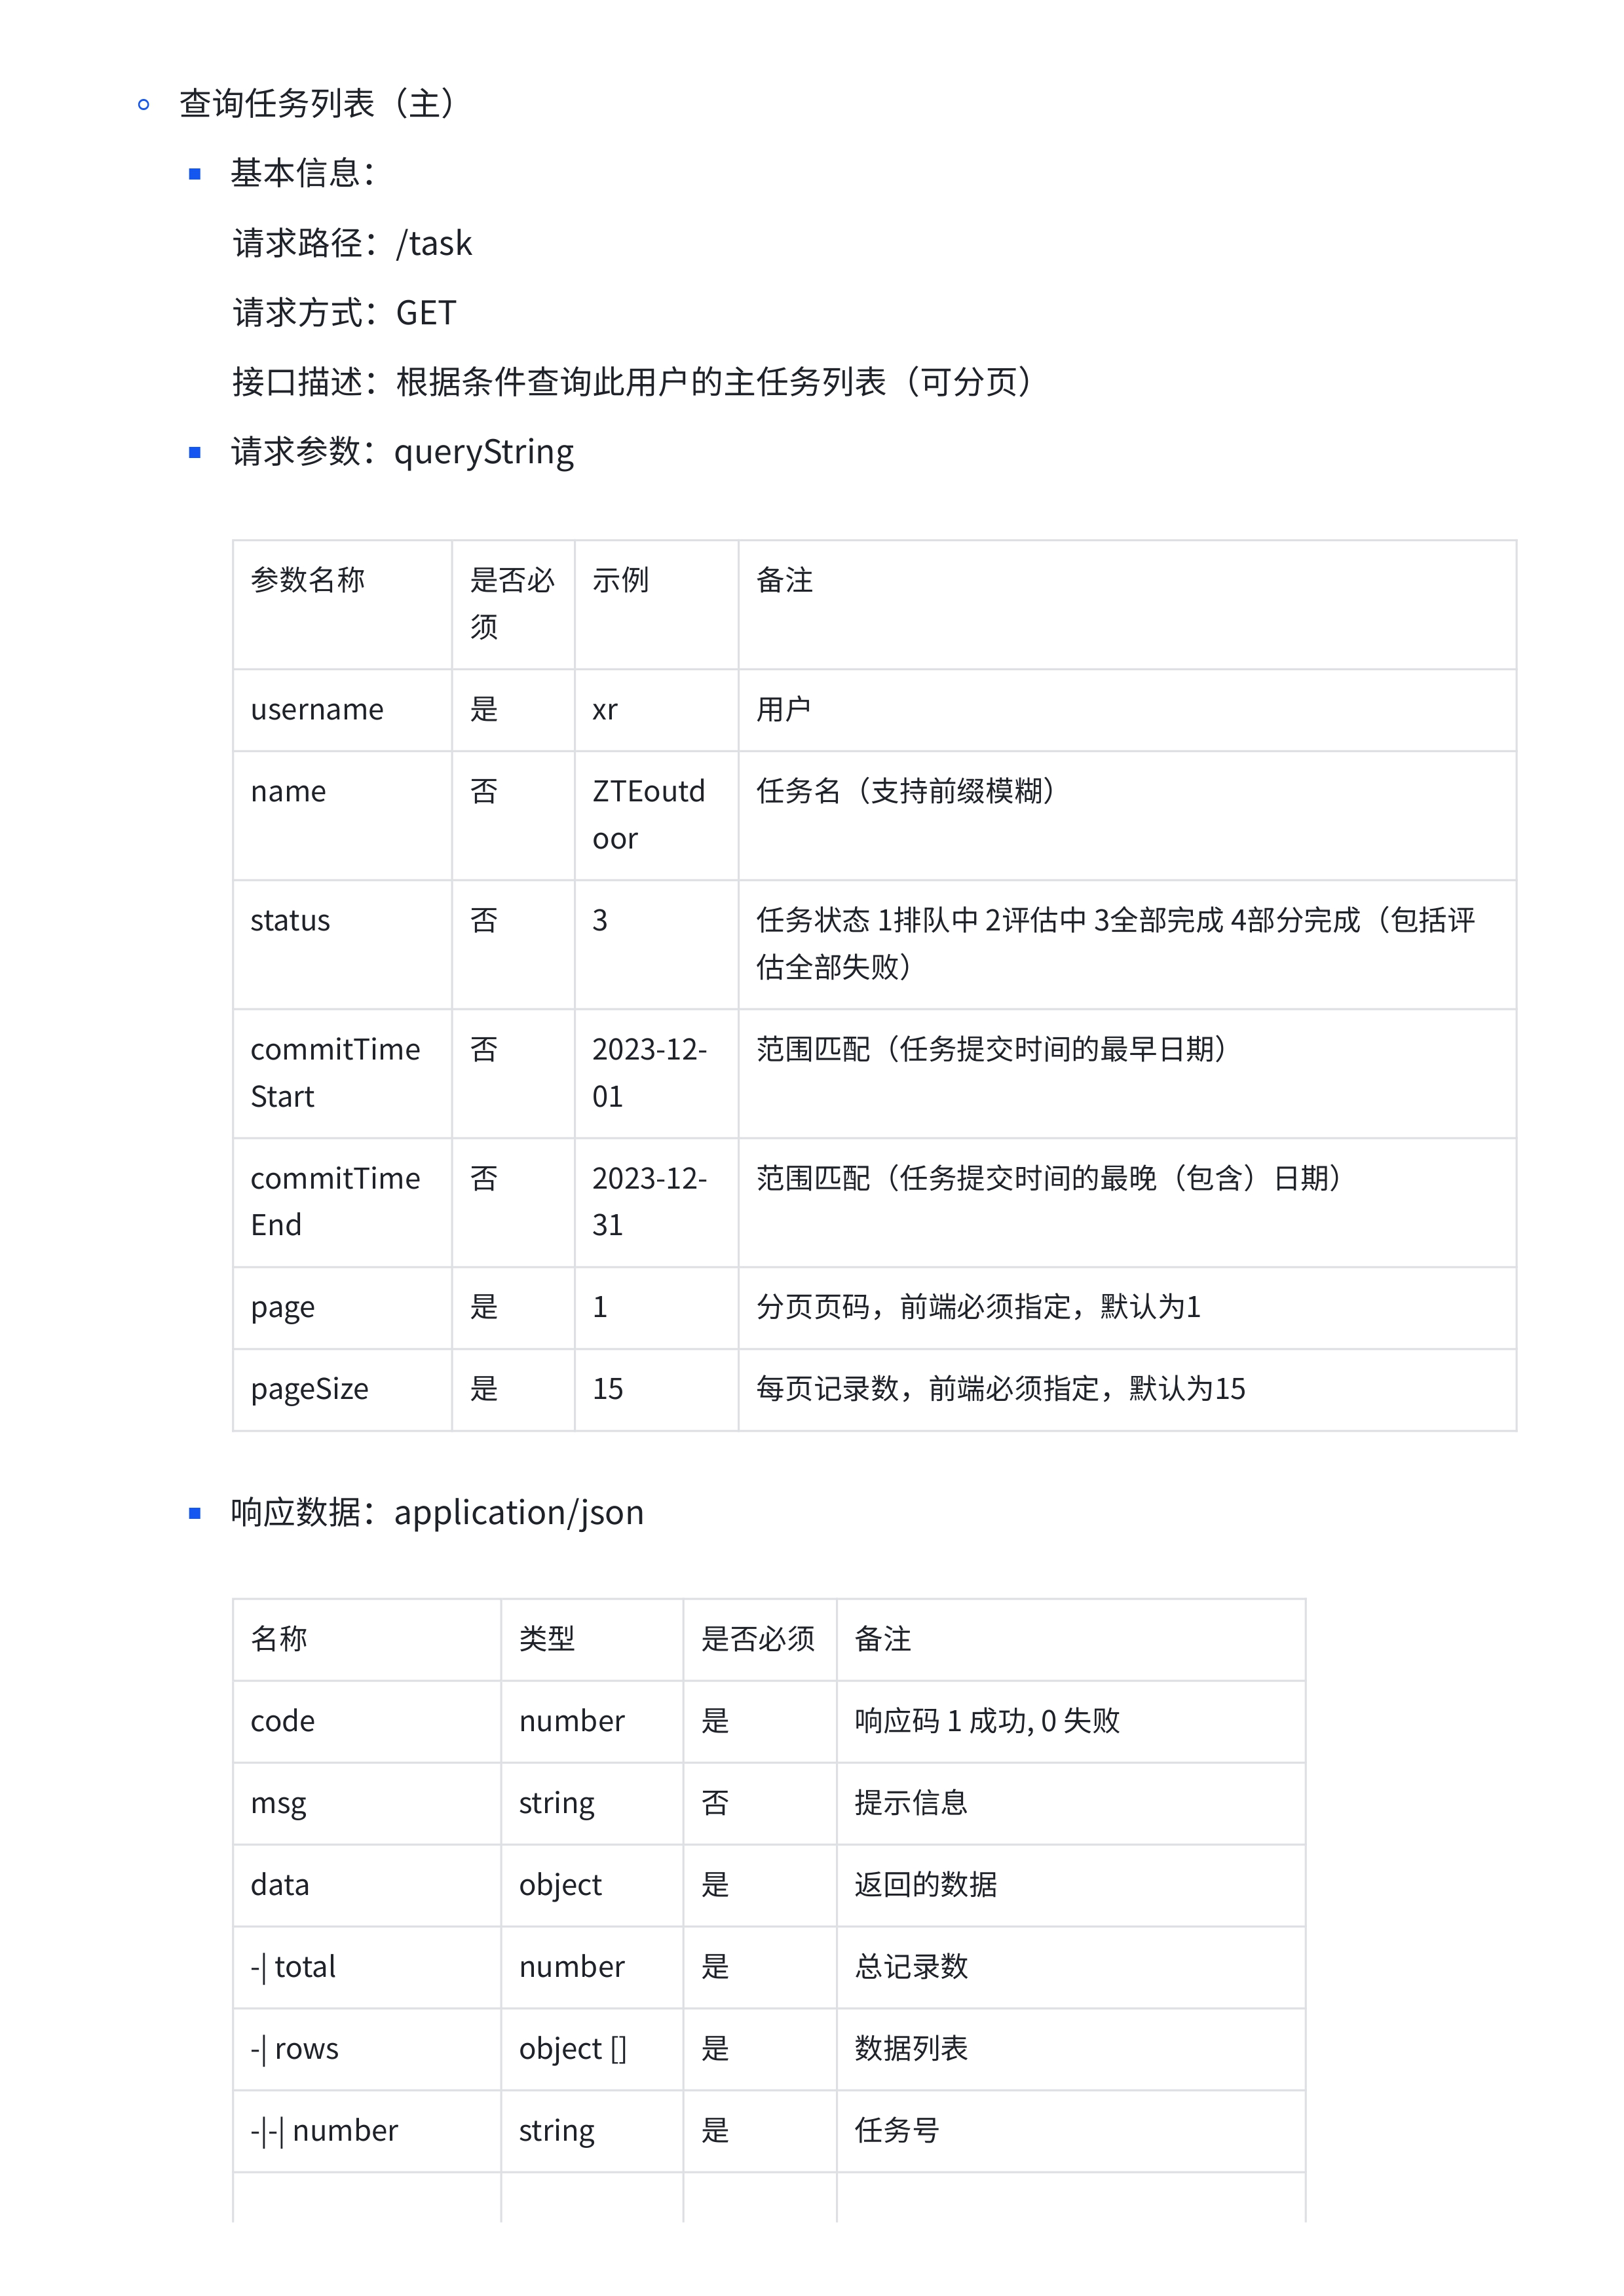 查询任务列表（主）
基本信息：
请求路径：/task
请求方式：GET
接口描述：根据条件查询此用户的主任务列表（可分页）
请求参数：queryString
参数名称 是否必 示例 备注
须
username 是 xr 用户
name 否 ZTEoutd 任务名（支持前缀模糊）
oor
status 否 3 任务状态 1排队中 2评估中 3全部完成 4部分完成（包括评
估全部失败）
commitTime 否 2023-12- 范围匹配（任务提交时间的最早日期）
Start 01
commitTime 否 2023-12- 范围匹配（任务提交时间的最晚（包含）日期）
End 31
page 是 1 分页页码，前端必须指定，默认为1
pageSize 是 15 每页记录数，前端必须指定，默认为15
响应数据：application/json
名称 类型 是否必须 备注
code number 是 响应码 1 成功, 0 失败
msg string 否 提示信息
data object 是 返回的数据
-| total number 是 总记录数
-| rows object [] 是 数据列表
-|-| number string 是 任务号